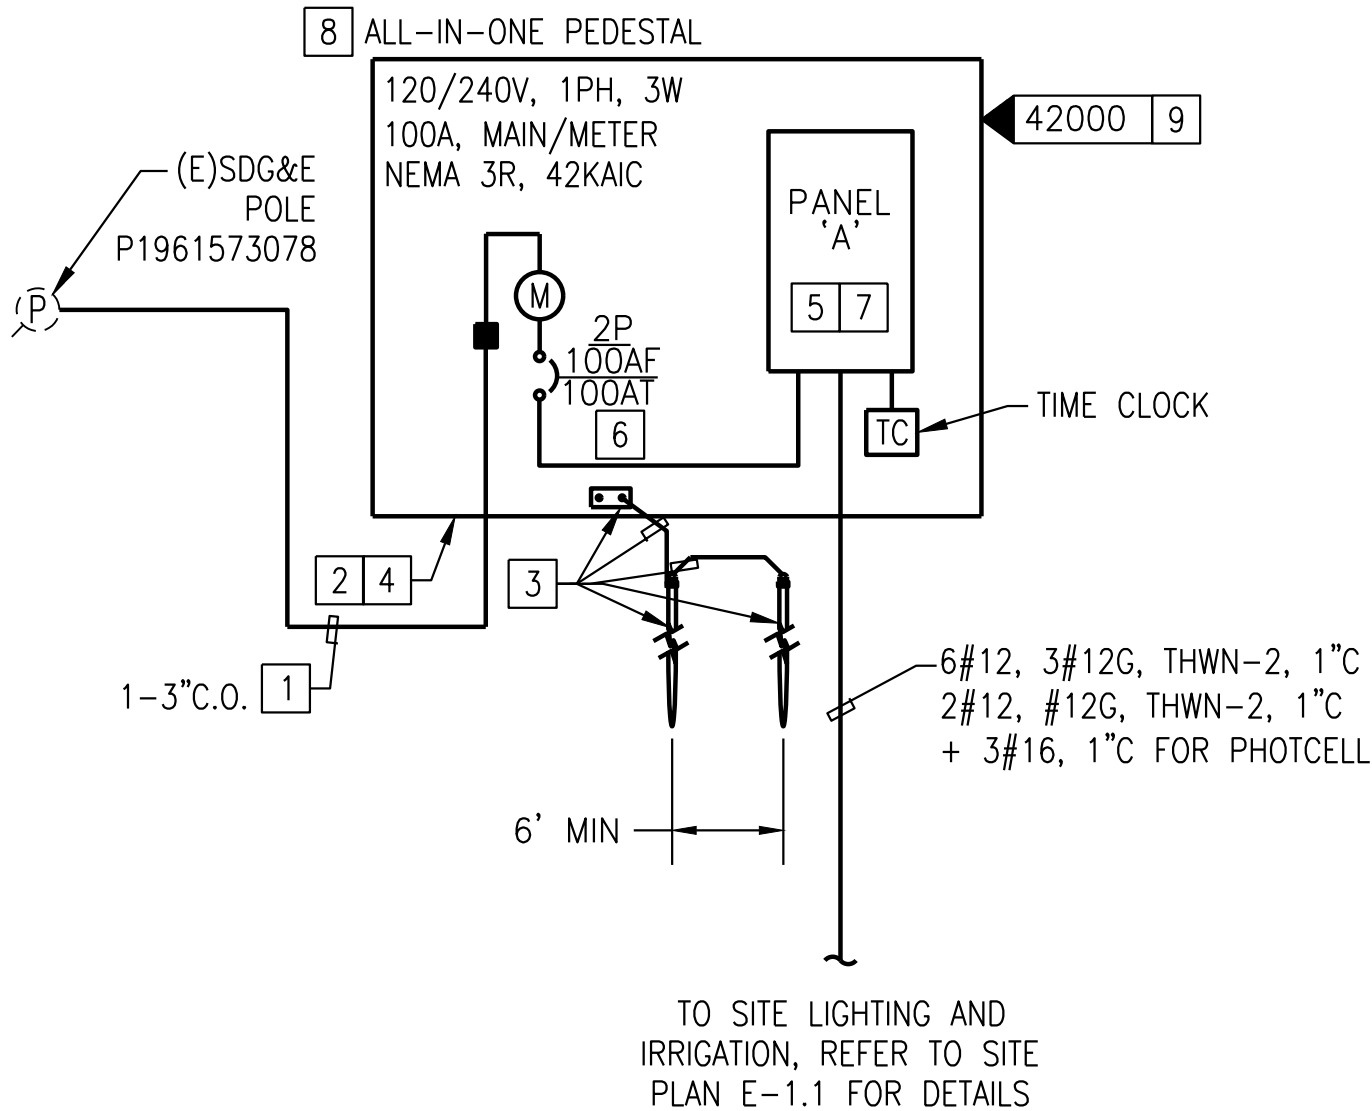 8 ALL-IN-ONE PEDESTAL
120/240V, 1PH, 3W
100A, MAIN/METER
NEMA 3R, 42KAIC
42000 9
(E)SDG&E
POLE
P1961573078
P
M
2P
100AF
100AT
6
PANEL
'A'
5 7
TC
TIME CLOCK
2 4
3
1-3"C.O. 1
6#12, 3#12G, THWN-2, 1"C
2#12, #12G, THWN-2, 1"C
+ 3#16, 1"C FOR PHOTCELL
6' MIN
TO SITE LIGHTING AND
IRRIGATION, REFER TO SITE
PLAN E-1.1 FOR DETAILS